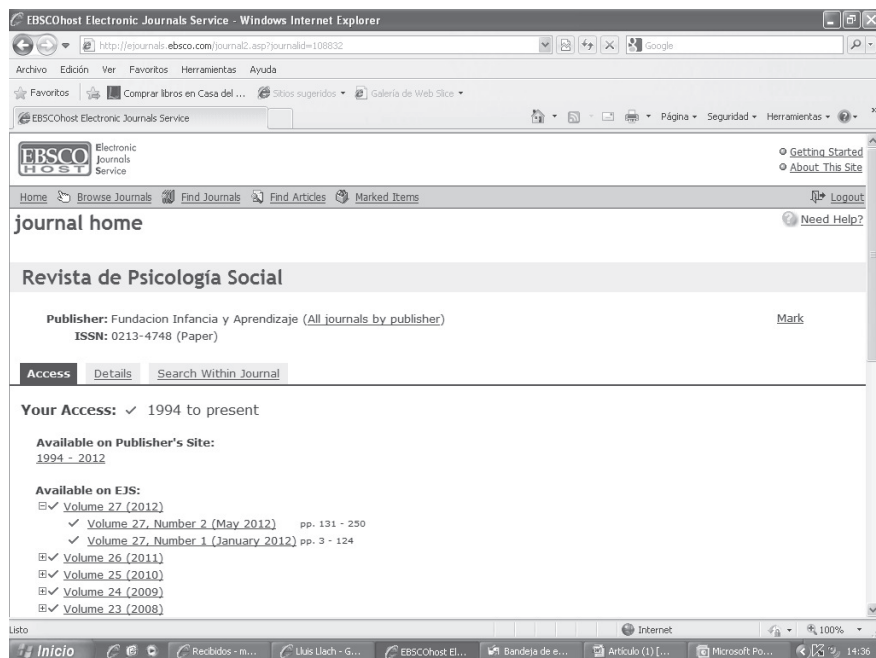 EBSCOhost Electronic Journals Service - Windows Internet Explorer
http://ejournals.ebsco.com/journal2.asp?journalid=108832
Google
Archivo Edición Ver Favoritos Herramientas Ayuda
Favoritos Comprar libros en Casa del ... Sitios sugeridos Galería de Web Slice
EBSCOhost Electronic Journals Service Página Seguridad Herramientas
EBSCO HOST Electronic Journals Service
Getting Started
About This Site
Home Browse Journals Find Journals Find Articles Marked Items Logout
journal home Need Help?
Revista de Psicología Social
Publisher: Fundacion Infancia y Aprendizaje (All journals by publisher) Mark
ISSN: 0213-4748 (Paper)
Access Details Search Within Journal
Your Access: ✓ 1994 to present
Available on Publisher's Site:
1994 - 2012
Available on EJS:
Volume 27 (2012)
Volume 27, Number 2 (May 2012) pp. 131 - 250
Volume 27, Number 1 (January 2012) pp. 3 - 124
Volume 26 (2011)
Volume 25 (2010)
Volume 24 (2009)
Volume 23 (2008)
Listo Internet 100%
Inicio Recibidos - m... Lluis Llach - G... EBSCOhost El... Bandeja de e... Artículo (1) [... Microsoft Po... 14:36